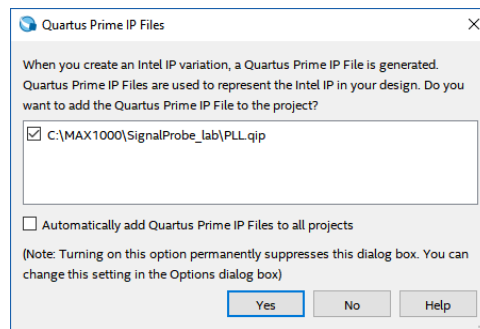 Quartus Prime IP Files
When you create an Intel IP variation, a Quartus Prime IP File is generated.
Quartus Prime IP Files are used to represent the Intel IP in your design. Do you
want to add the Quartus Prime IP File to the project?
C:\MAX1000\SignalProbe_lab\PLL.qip
Automatically add Quartus Prime IP Files to all projects
(Note: Turning on this option permanently suppresses this dialog box. You can
change this setting in the Options dialog box)
Yes No Help